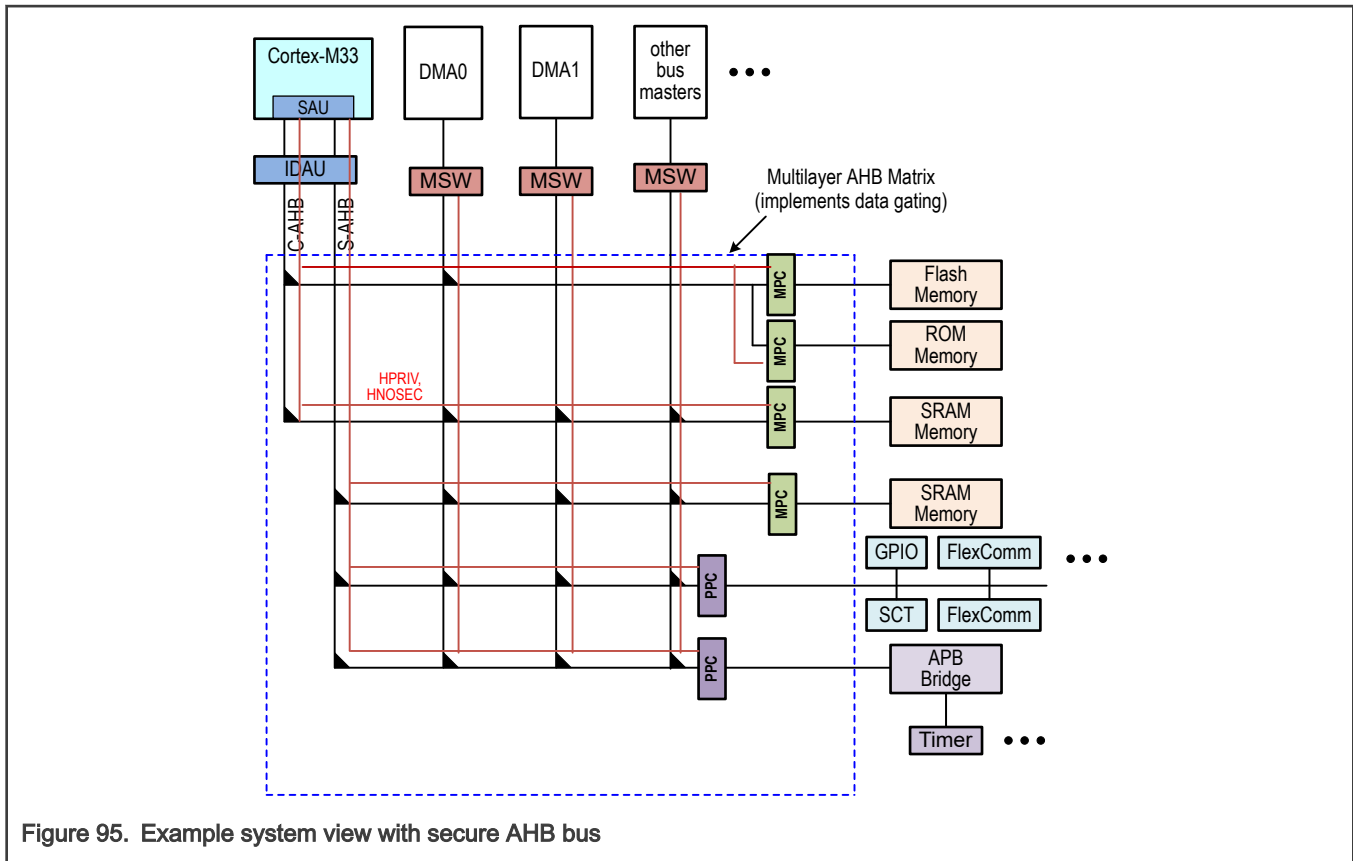 Cortex-M33
SAU
DMA0
DMA1
other
bus
masters
IDAU
MSW
MSW
MSW
C-AHB
S-AHB
Multilayer AHB Matrix
(implements data gating)
MPC
Flash
Memory
MPC
ROM
Memory
HPRIV,
HNOSEC
MPC
SRAM
Memory
MPC
SRAM
Memory
GPIO
FlexComm
PPC
SCT
FlexComm
PPC
APB
Bridge
Timer
Figure 95. Example system view with secure AHB bus